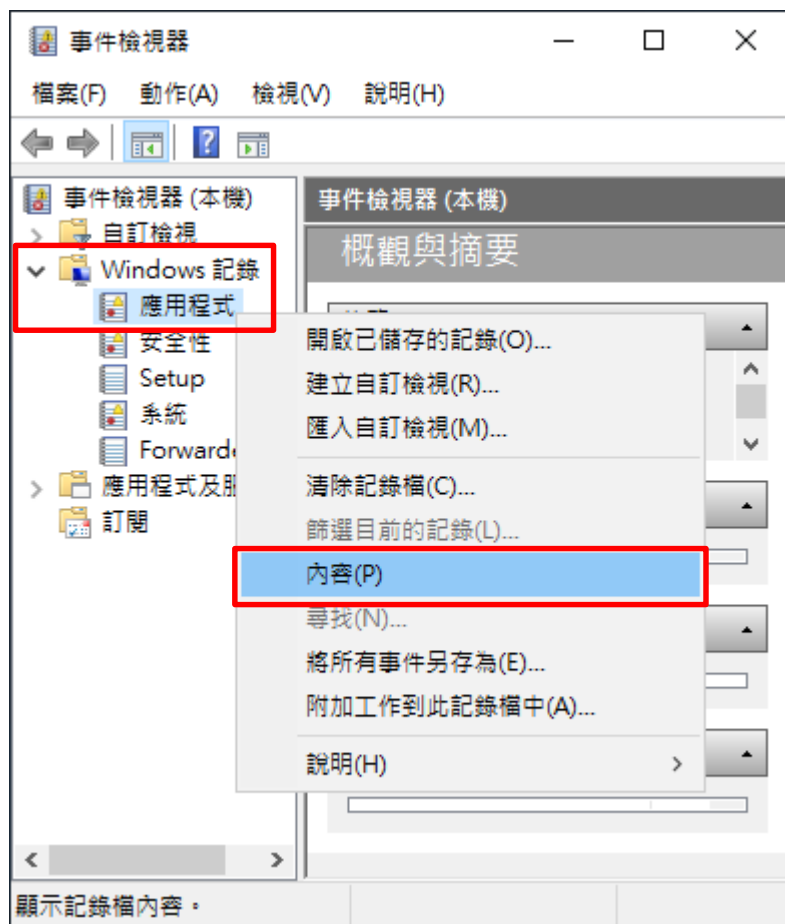 事件檢視器
檔案(F) 動作(A) 檢視(V) 說明(H)
事件檢視器 (本機)
自訂檢視
Windows 記錄
應用程式
安全性
Setup
系統
Forward
應用程式及服
訂閱
事件檢視器 (本機)
概觀與摘要
開啟已儲存的記錄(O)...
建立自訂檢視(R)...
匯入自訂檢視(M)...
清除記錄檔(C)...
篩選目前的記錄(L)...
內容(P)
尋找(N)...
將所有事件另存為(E)...
附加工作到此記錄檔中(A)...
說明(H)
顯示記錄檔內容。